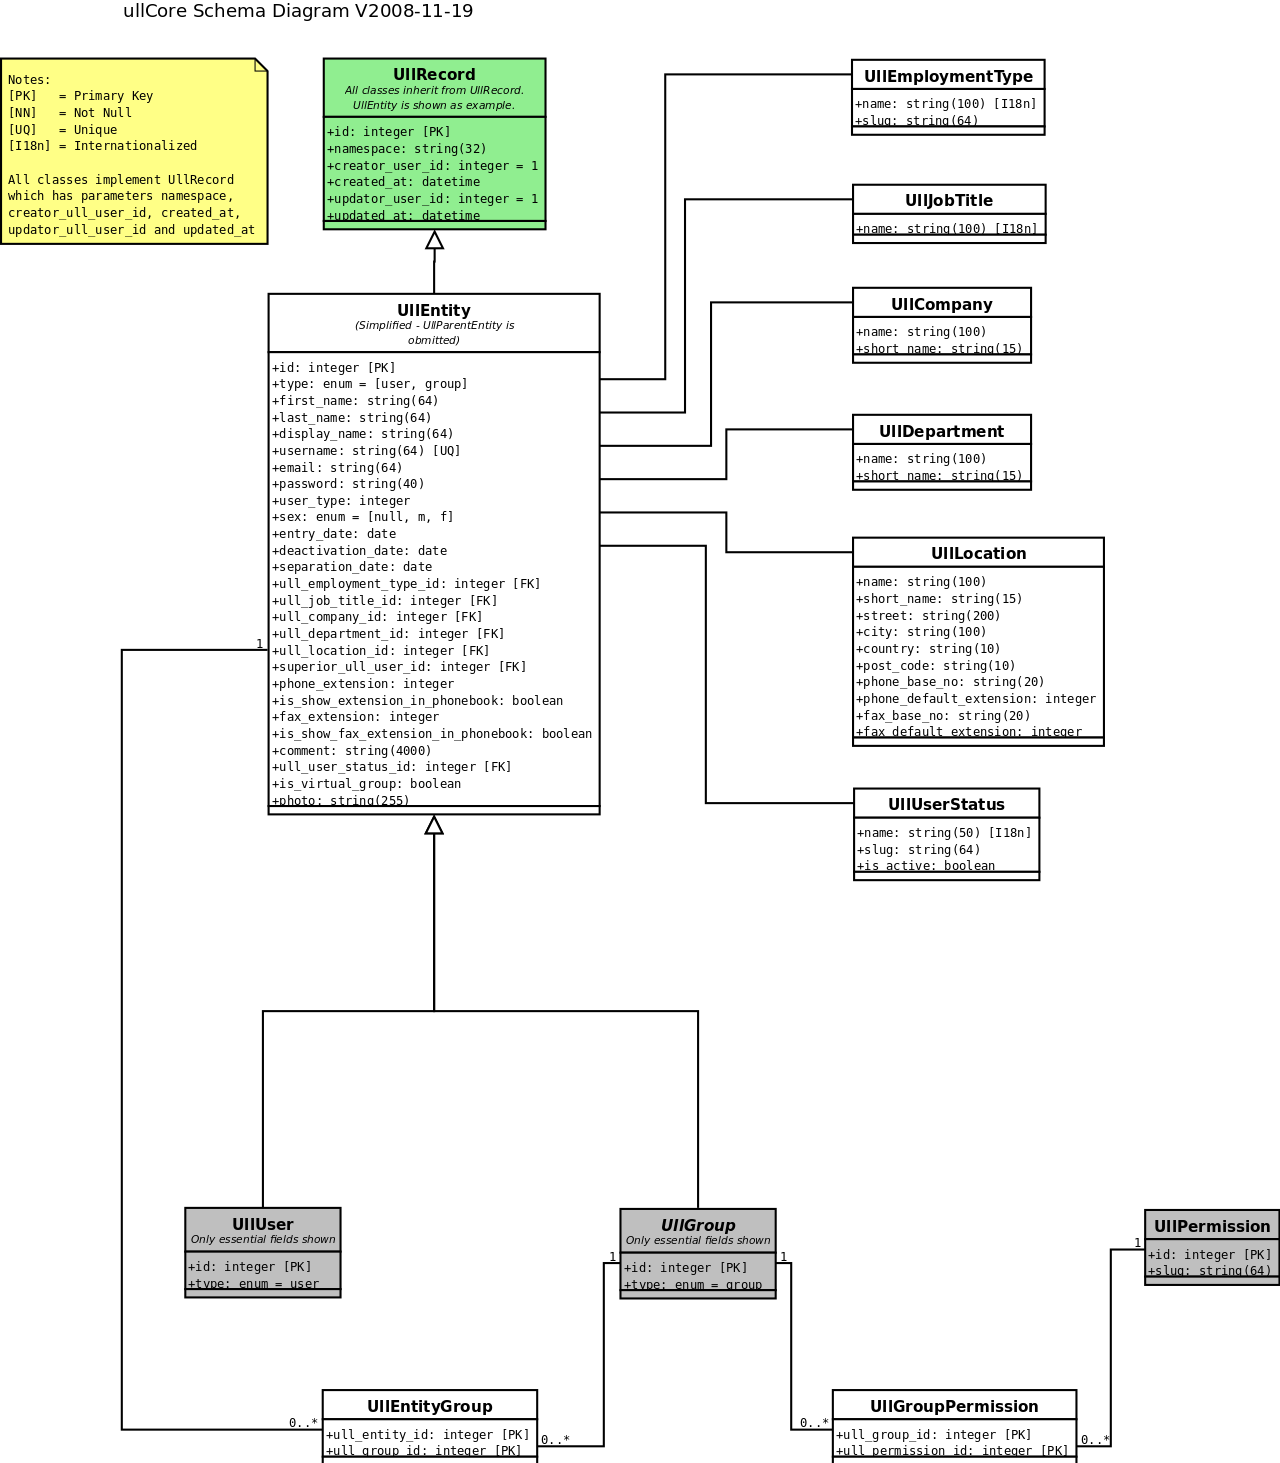 ullCore Schema Diagram V2008-11-19
Notes:
[PK]   = Primary Key
[NN]   = Not Null
[UQ]   = Unique
[I18n] = Internationalized
All classes implement UllRecord
which has parameters namespace,
creator_ull_user_id, created_at,
updator_ull_user_id and updated_at
UllRecord
All classes inherit from UllRecord.
UllEntity is shown as example.
+id: integer [PK]
+namespace: string(32)
+creator_user_id: integer = 1
+created_at: datetime
+updator_user_id: integer = 1
+updated_at: datetime
UllEmploymentType
+name: string(100) [I18n]
+slug: string(64)
UllJobTitle
+name: string(100) [I18n]
UllCompany
+name: string(100)
+short_name: string(15)
UllDepartment
+name: string(100)
+short_name: string(15)
UllLocation
+name: string(100)
+short_name: string(15)
+street: string(200)
+city: string(100)
+country: string(10)
+post_code: string(10)
+phone_base_no: string(20)
+phone_default_extension: integer
+fax_base_no: string(20)
+fax_default_extension: integer
UllUserStatus
+name: string(50) [I18n]
+slug: string(64)
+is_active: boolean
UllEntity
(Simplified - UllParentEntity is
obmitted)
+id: integer [PK]
+type: enum = [user, group]
+first_name: string(64)
+last_name: string(64)
+display_name: string(64)
+username: string(64) [UQ]
+email: string(64)
+password: string(40)
+user_type: integer
+sex: enum = [null, m, f]
+entry_date: date
+deactivation_date: date
+separation_date: date
+ull_employment_type_id: integer [FK]
+ull_job_title_id: integer [FK]
+ull_company_id: integer [FK]
+ull_department_id: integer [FK]
+ull_location_id: integer [FK]
+superior_ull_user_id: integer [FK]
+phone_extension: integer
+is_show_extension_in_phonebook: boolean
+fax_extension: integer
+is_show_fax_extension_in_phonebook: boolean
+comment: string(4000)
+ull_user_status_id: integer [FK]
+is_virtual_group: boolean
+photo: string(255)
1
UllUser
Only essential fields shown
+id: integer [PK]
+type: enum = user
UllGroup
Only essential fields shown
+id: integer [PK]
+type: enum = group
1
1
UllPermission
+id: integer [PK]
+slug: string(64)
1
UllEntityGroup
+ull_entity_id: integer [PK]
+ull_group_id: integer [PK]
0..*
0..*
UllGroupPermission
+ull_group_id: integer [PK]
+ull_permission_id: integer [PK]
0..*
0..*